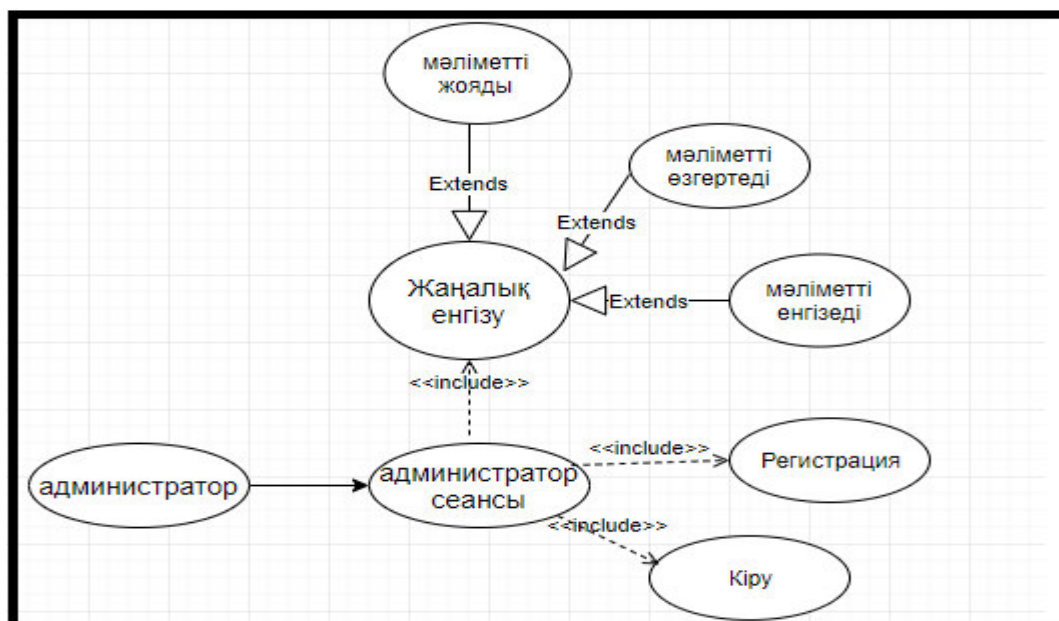 мәліметті
жояды
Extends
мәліметті
өзгертеді
Extends
Жаңалық
енгізу
Extends
мәліметті
енгізеді
<<include>>
администратор
администратор
сеансы
<<include>>
Регистрация
<<include>>
Кіру